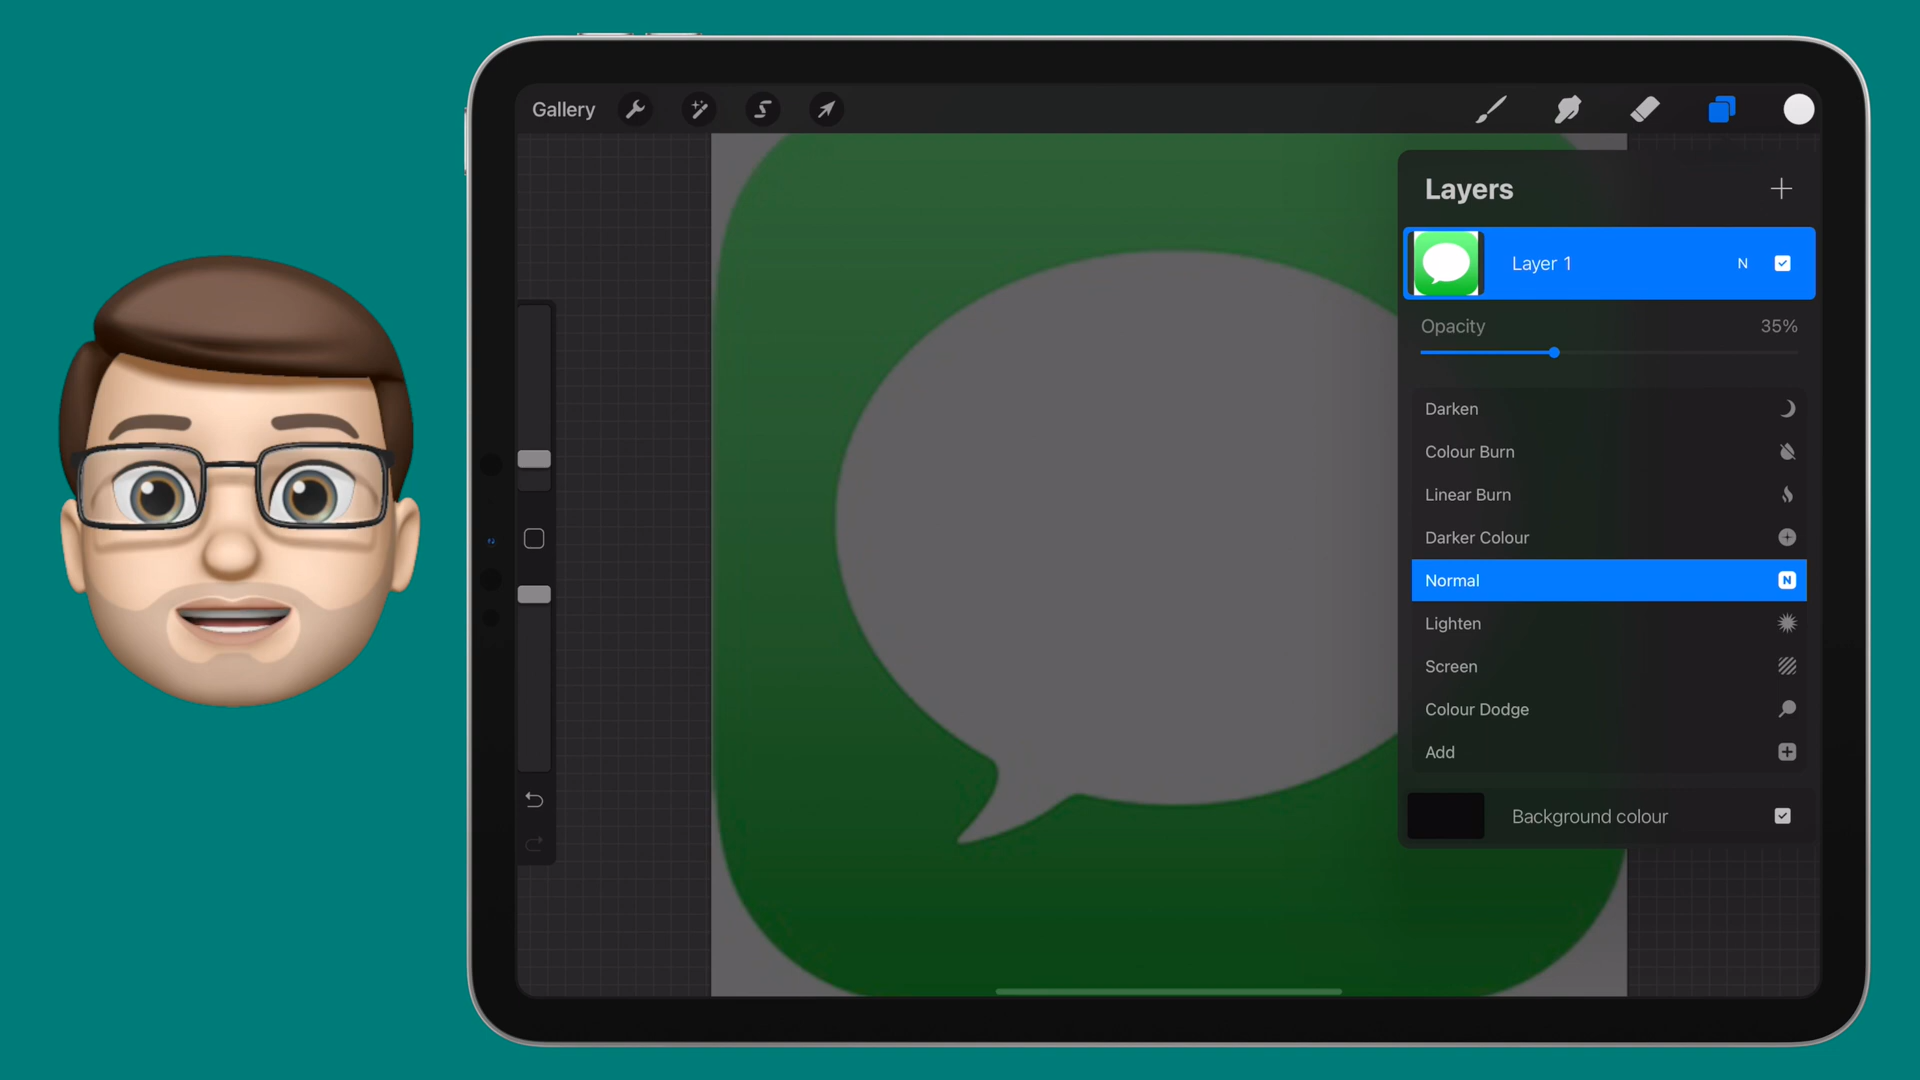 Gallery
Layers
Layer 1 N
Opacity 35%
Darken
Colour Burn
Linear Burn
Darker Colour
Normal N
Lighten
Screen
Colour Dodge
Add
Background colour